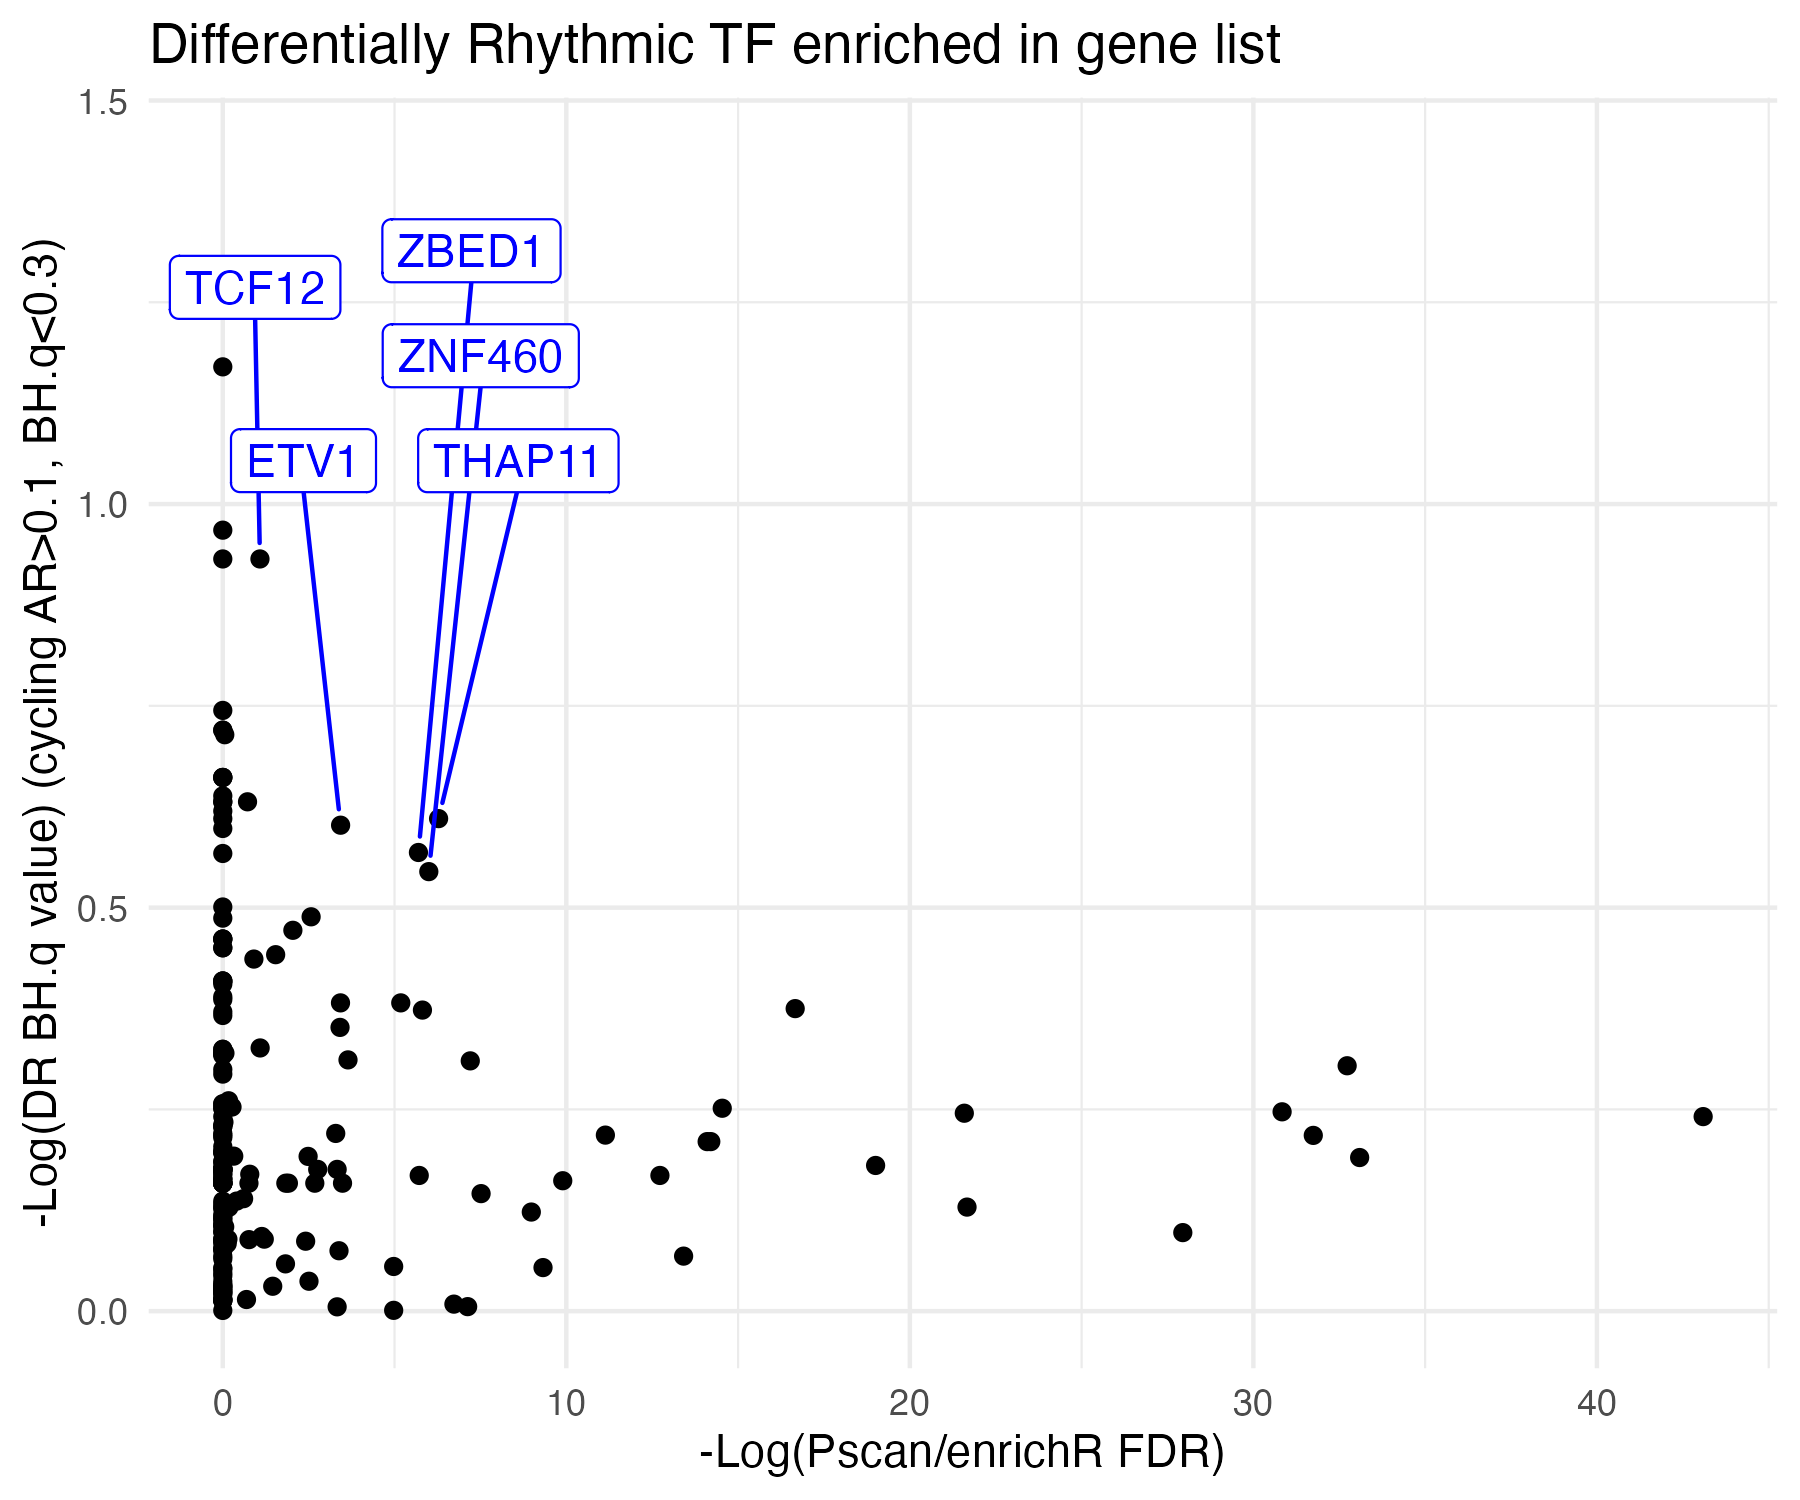 Differentially Rhythmic TF enriched in gene list
-Log(DR BH.q value) (cycling AR>0.1, BH.q<0.3)
1.5
1.0
0.5
0.0
ZBED1
TCF12
ZNF460
ETV1
THAP11
0
10
20
30
40
-Log(Pscan/enrichR FDR)